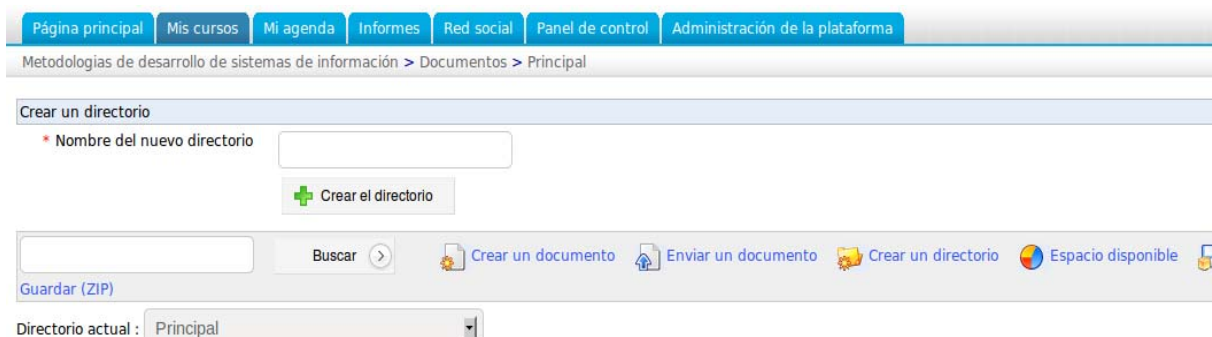 Página principal Mis cursos Mi agenda Informes Red social Panel de control Administración de la plataforma
Metodologias de desarrollo de sistemas de información > Documentos > Principal
Crear un directorio
* Nombre del nuevo directorio
Crear el directorio
Buscar Crear un documento Enviar un documento Crear un directorio Espacio disponible
Guardar (ZIP)
Directorio actual : Principal